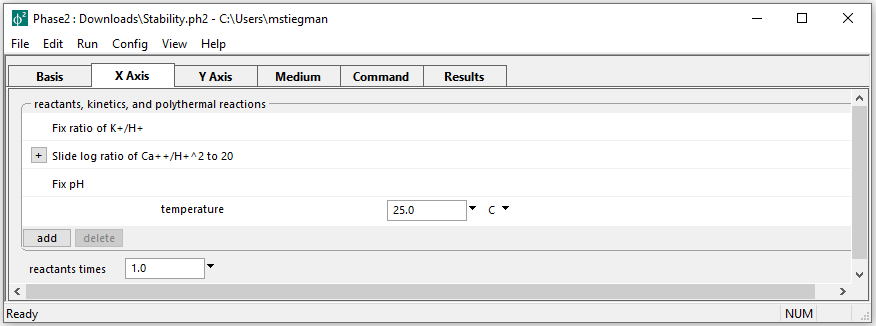 Phase2 : Downloads\Stability.ph2 - C:\Users\mstiegman
File Edit Run Config View Help
Basis X Axis Y Axis Medium Command Results
reactants, kinetics, and polythermal reactions
Fix ratio of K+/H+
+ Slide log ratio of Ca++/H+^2 to 20
Fix pH
temperature 25.0 C
add delete
reactants times 1.0
Ready NUM